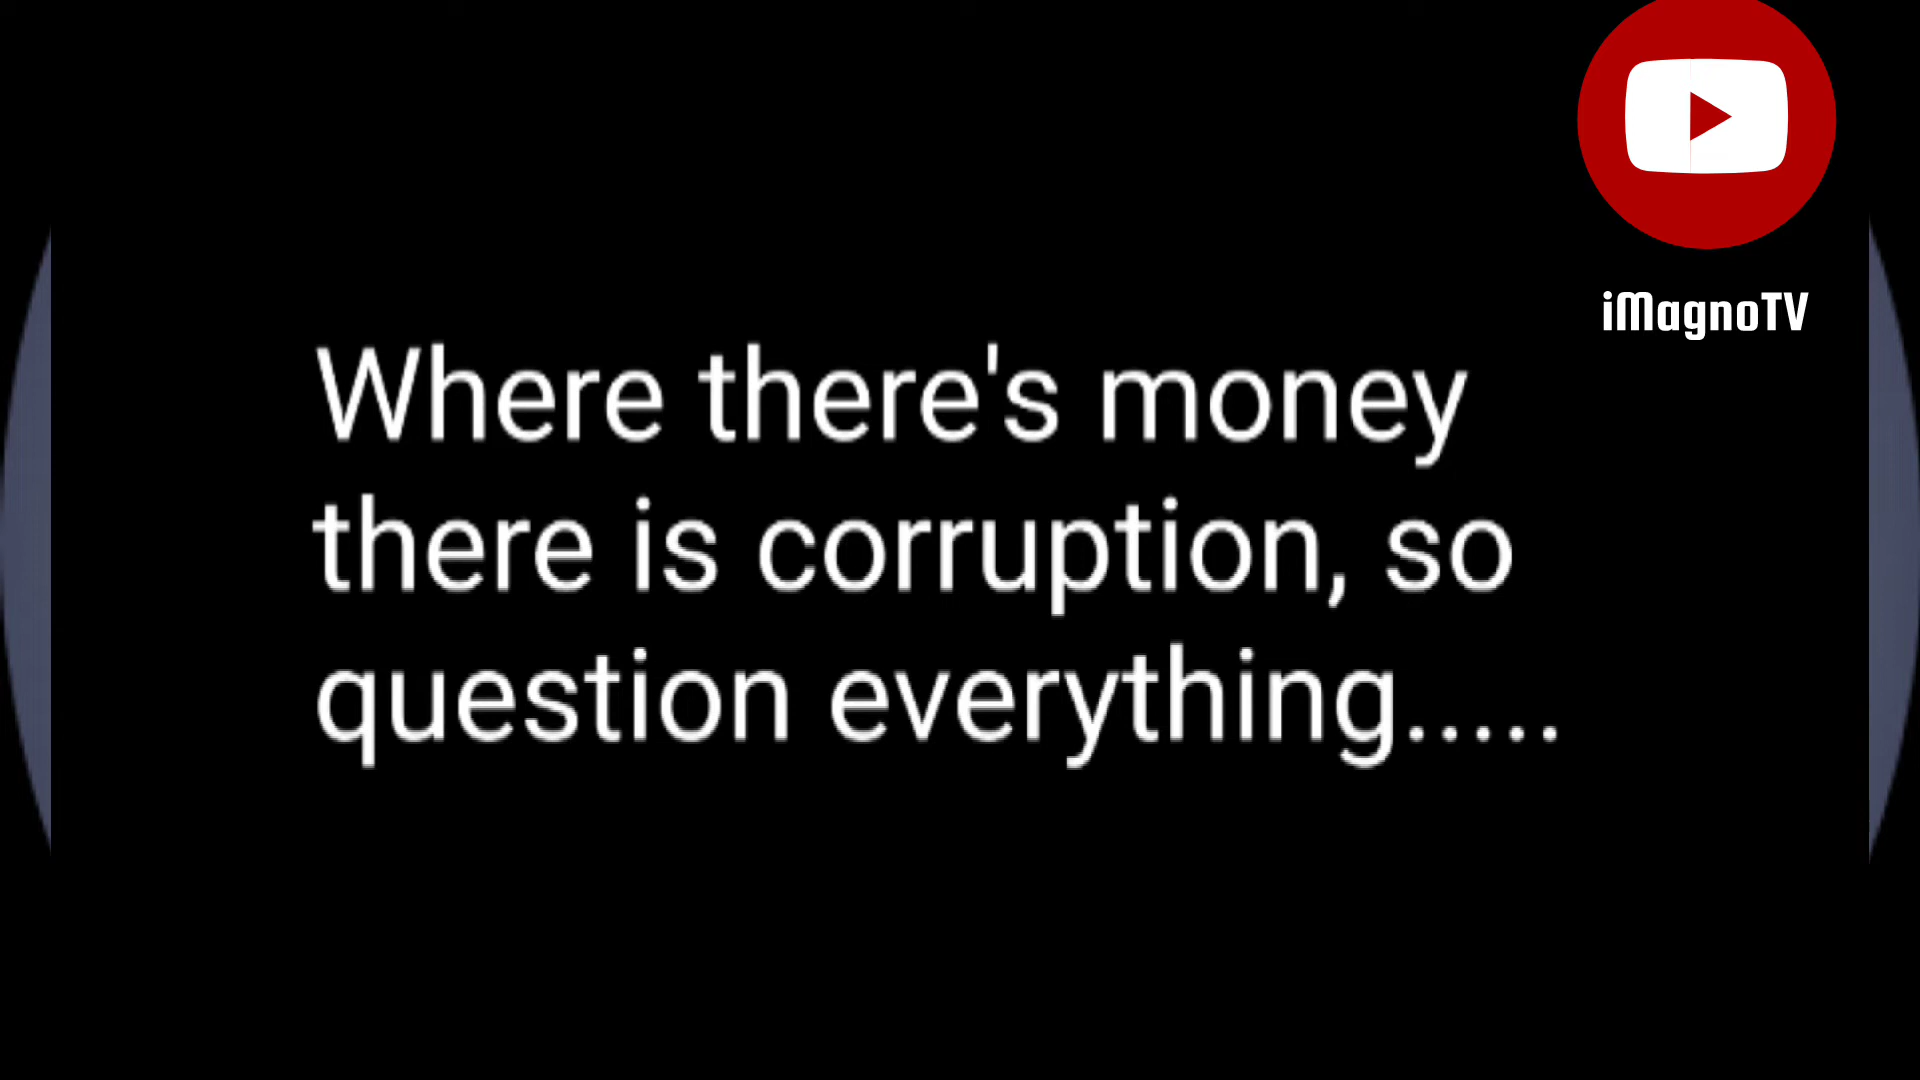 iMagnoTV
Where there's money
there is corruption, so
question everything.....